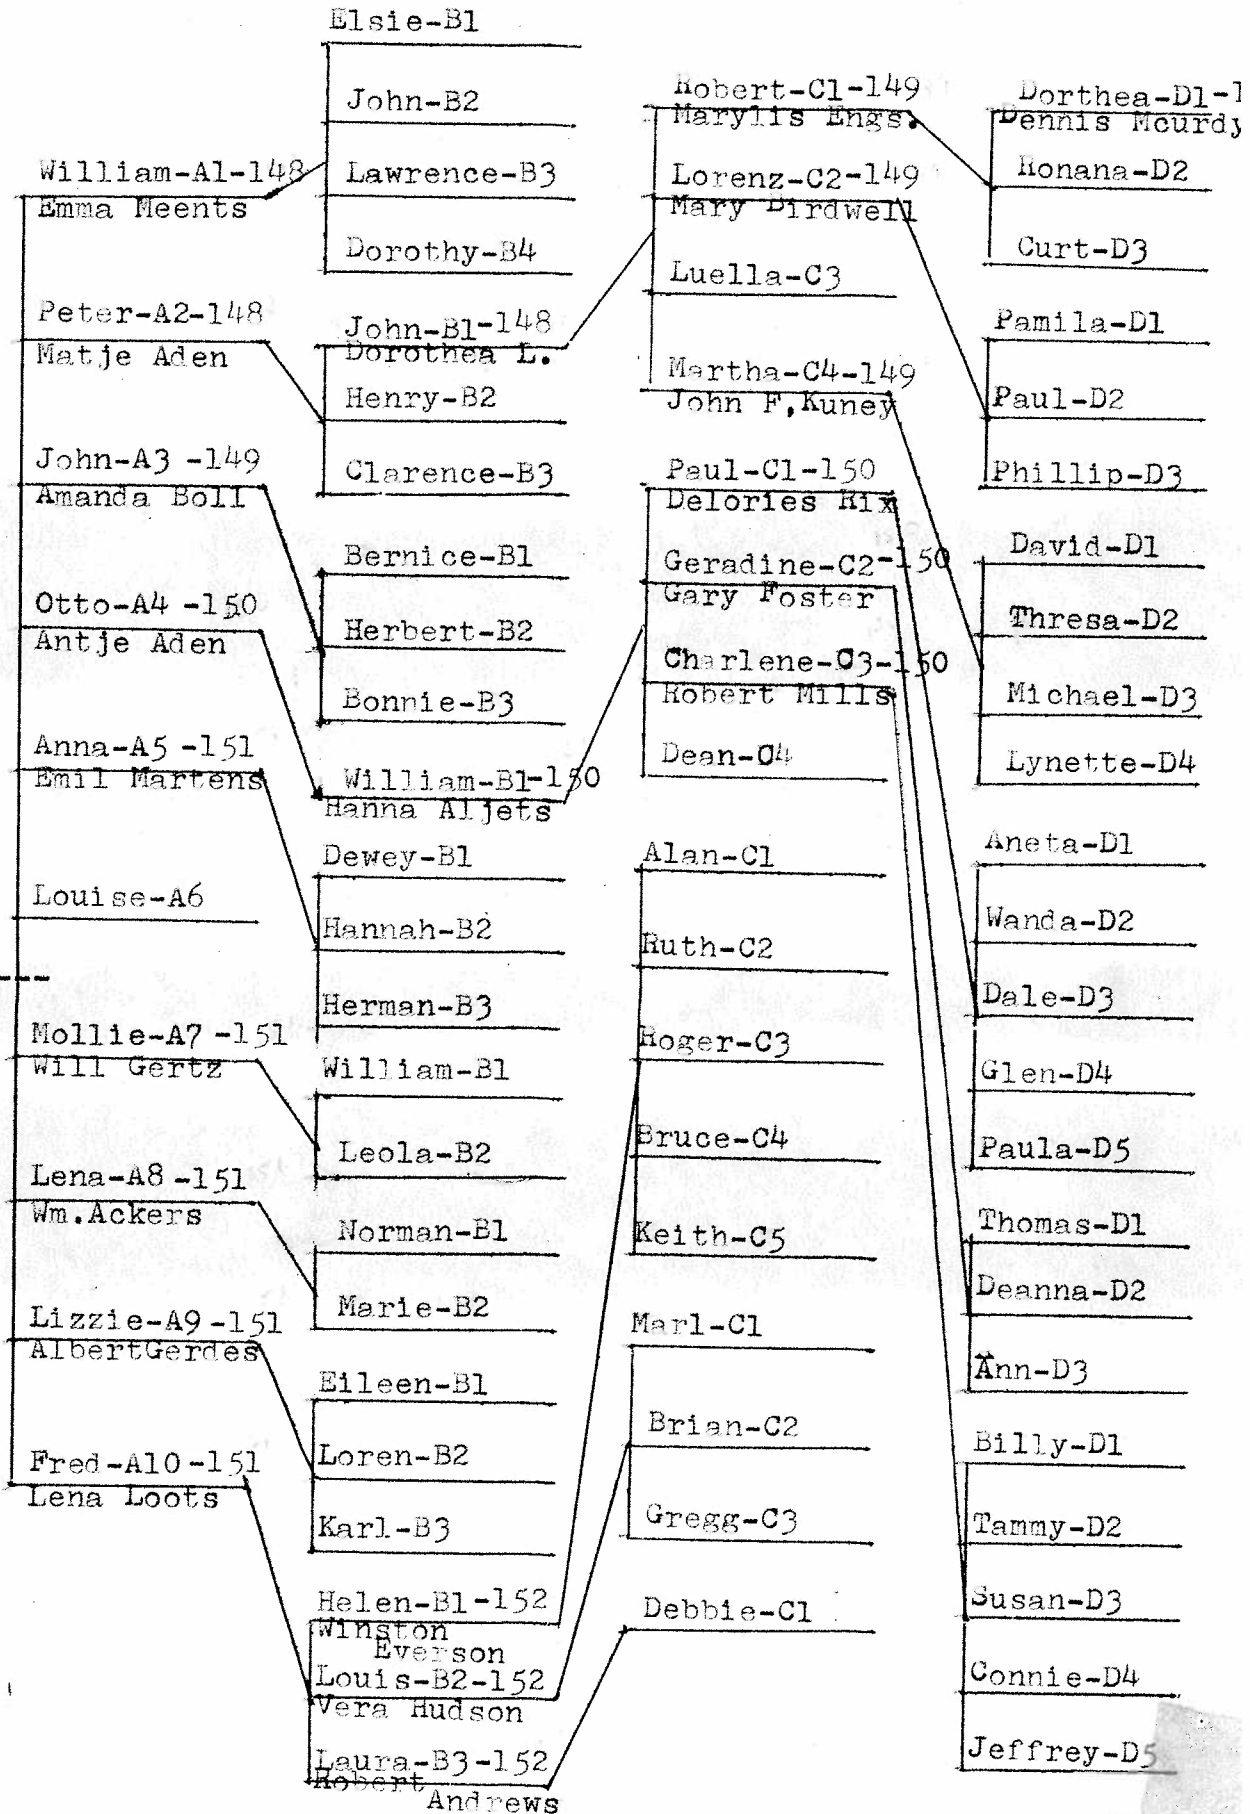 William-A1-148
Emma Meents
Peter-A2-148
Matje Aden
John-A3 -149
Amanda Boll
Otto-A4 -150
Antje Aden
Anna-A5 -151
Emil Martens
Louise-A6
Mollie-A7 -151
Will Gertz
Lena-A8 -151
Wm.Ackers
Lizzie-A9 -151
AlbertGerdes
Fred-A10 -151
Lena Loots
Elsie-B1
John-B2
Lawrence-B3
Dorothy-B4
John-B1-148
Dorothea L.
Henry-B2
Clarence-B3
Bernice-B1
Herbert-B2
Bonnie-B3
William-B1-150
Hanna Aljets
Dewey-B1
Hannah-B2
Herman-B3
William-B1
Leola-B2
Norman-B1
Marie-B2
Eileen-B1
Loren-B2
Karl-B3
Helen-B1-152
Winston
Everson
Louis-B2-152
Vera Hudson
Laura-B3-152
Robert
Andrews
Robert-C1-149
Marylis Engs.
Lorenz-C2-149
Mary Birdwell
Luella-C3
Martha-C4-149
John F,Kuney
Paul-C1-150
Delories Rix
Geradine-C2-150
Gary Foster
Charlene-C3-150
Robert Mills
Dean-C4
Alan-C1
Ruth-C2
Roger-C3
Bruce-C4
Keith-C5
Marl-C1
Brian-C2
Gregg-C3
Debbie-C1
Dorthea-D1-1
Dennis Mcurdy
Ronana-D2
Curt-D3
Pamila-D1
Paul-D2
Phillip-D3
David-D1
Thresa-D2
Michael-D3
Lynette-D4
Aneta-D1
Wanda-D2
Dale-D3
Glen-D4
Paula-D5
Thomas-D1
Deanna-D2
Ann-D3
Billy-D1
Tammy-D2
Susan-D3
Connie-D4
Jeffrey-D5